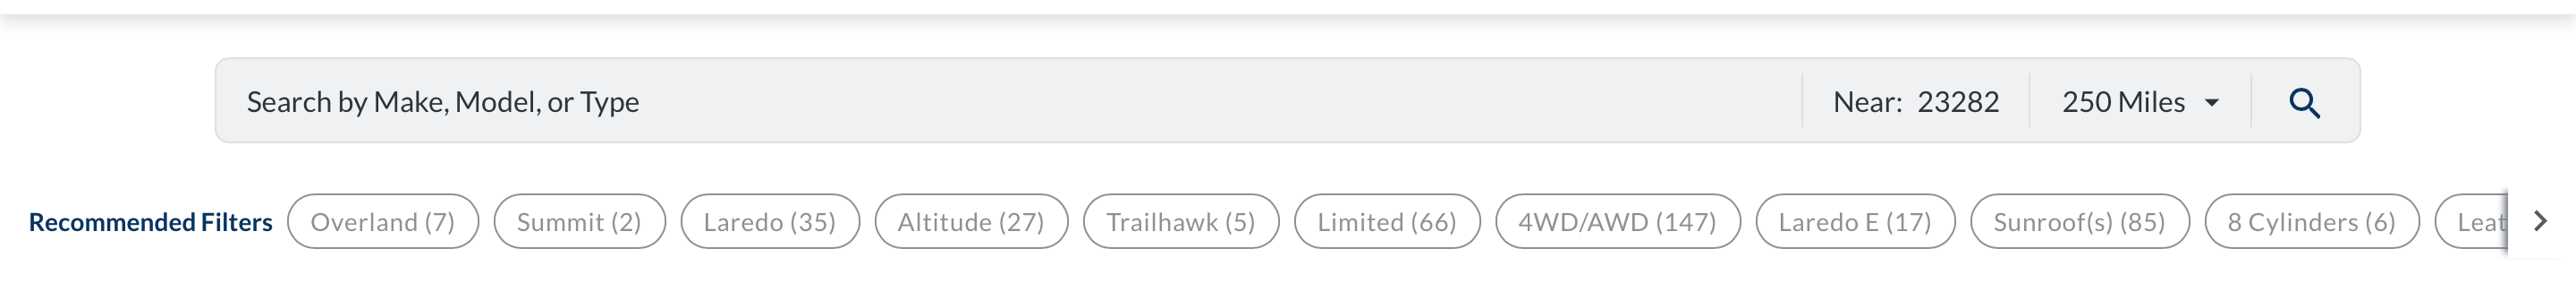 Search by Make, Model, or Type Near: 23282 250 Miles
Recommended Filters Overland (7) Summit (2) Laredo (35) Altitude (27) Trailhawk (5) Limited (66) 4WD/AWD (147) Laredo E (17) Sunroof(s) (85) 8 Cylinders (6) Leat